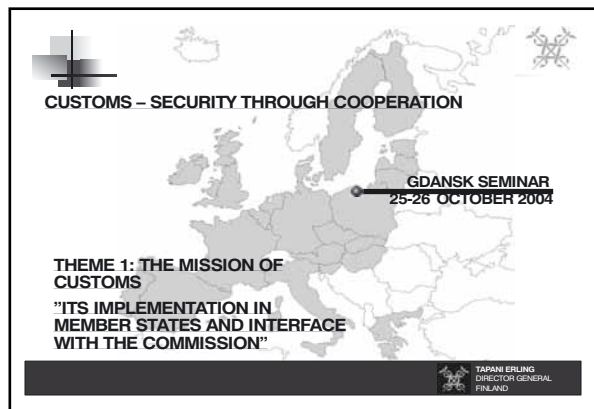 CUSTOMS – SECURITY THROUGH COOPERATION
GDANSK SEMINAR
25-26 OCTOBER 2004
THEME 1: THE MISSION OF
CUSTOMS
”ITS IMPLEMENTATION IN
MEMBER STATES AND INTERFACE
WITH THE COMMISSION”
TAPANI ERLING
DIRECTOR GENERAL
FINLAND